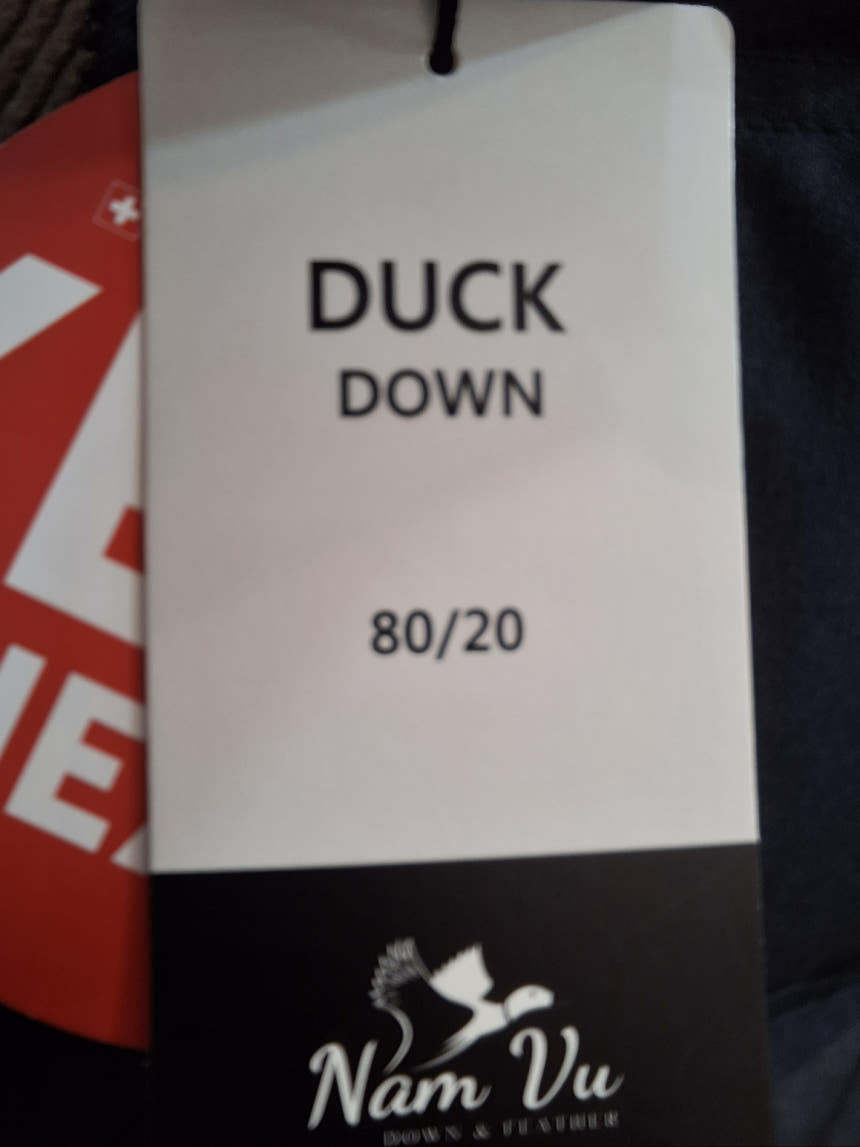 DUCK
DOWN
80/20
Nam Vu
DOWN & FEATHER